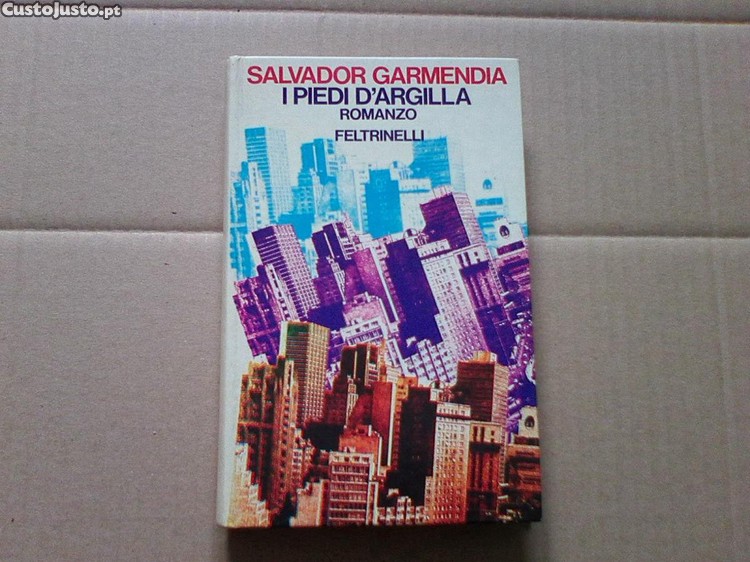 CustoJusto.pt
SALVADOR GARMENDIA
I PIEDI D'ARGILLA
ROMANZO
FELTRINELLI